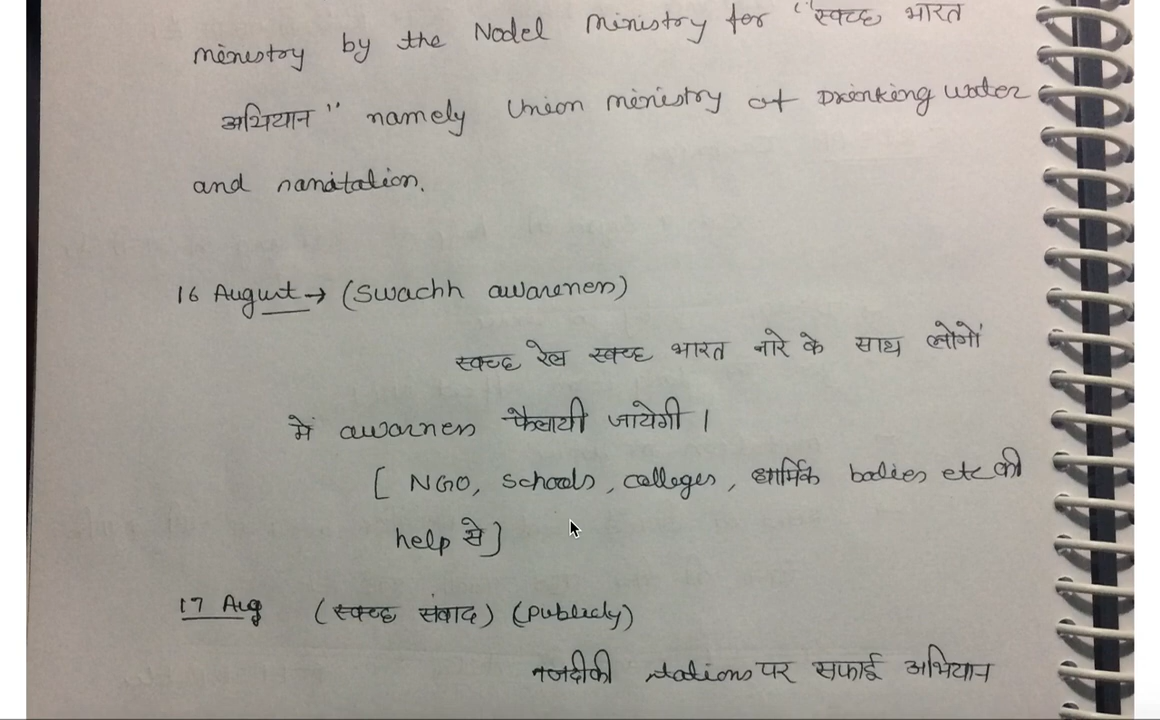 ministry by the Nodel Ministry for "स्वच्छ भारत
अभियान" namely Union ministry of Drinking water
and sanitation.
16 August → (Swachh awareness)
स्वच्छ रेल स्वच्छ भारत नारे के साथ लोगों
में awarness फैलायी जायेगी ।
[ NGO, schools, colleges, धार्मिक bodies etc की
help से ]
17 Aug (स्वच्छ संवाद) (publicly)
नजदीकी stations पर सफाई अभियान